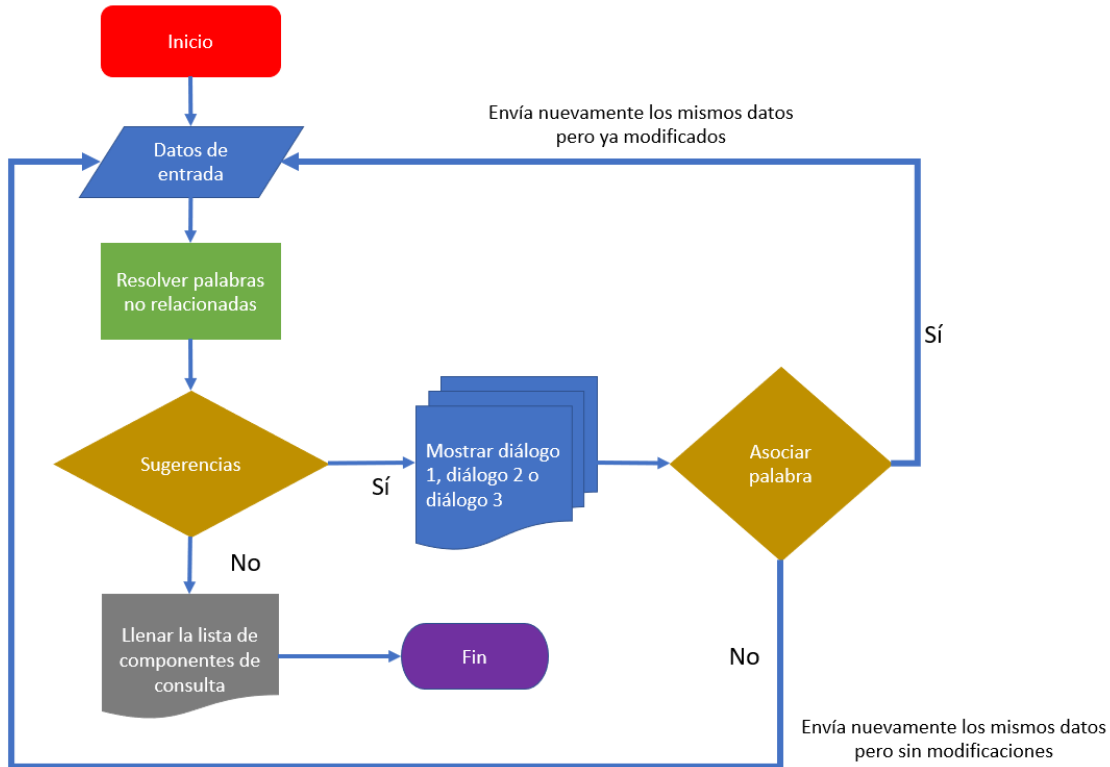 Inicio
Envía nuevamente los mismos datos
pero ya modificados
Datos de
entrada
Resolver palabras
no relacionadas
Sí
Sugerencias
Sí
Mostrar diálogo
1, diálogo 2 o
diálogo 3
Asociar
palabra
No
Llenar la lista de
componentes de
consulta
Fin
No
Envía nuevamente los mismos datos
pero sin modificaciones